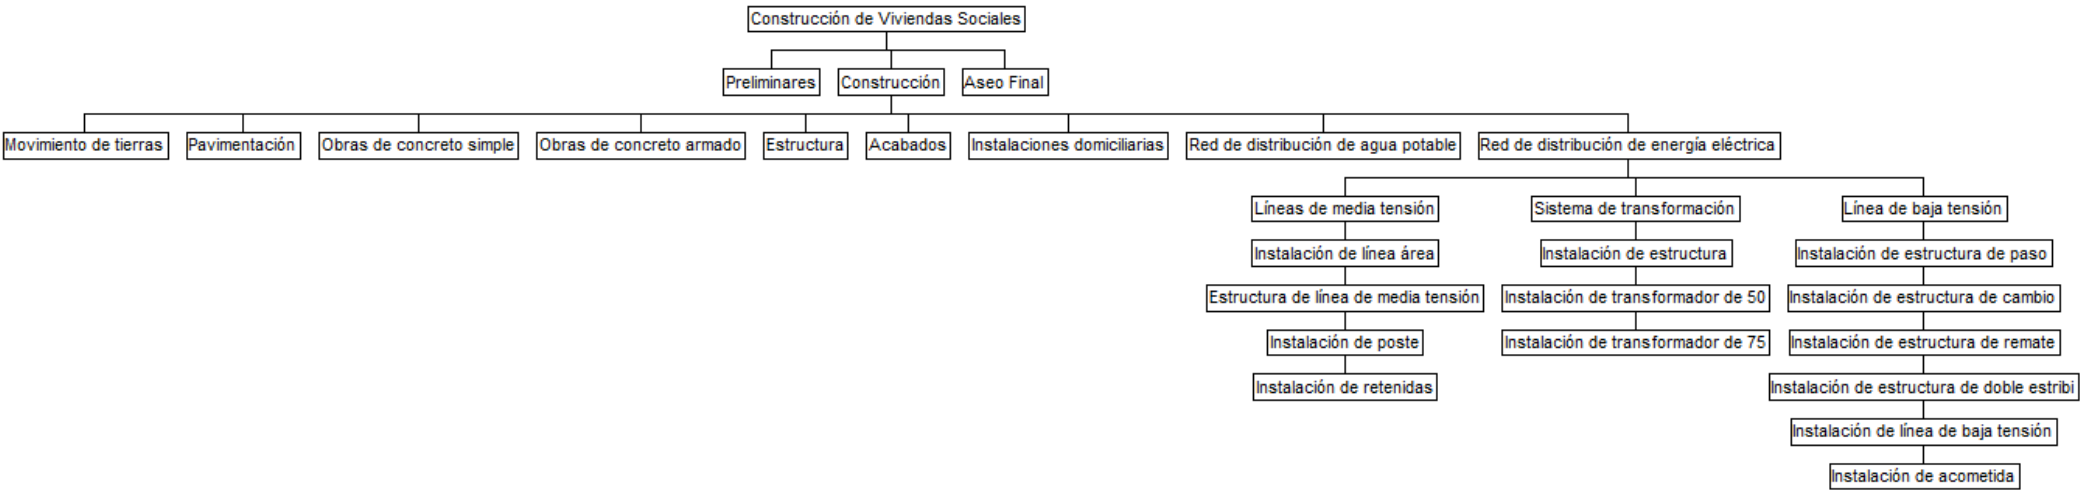 Construcción de Viviendas Sociales
Preliminares
Construcción
Aseo Final
Movimiento de tierras
Pavimentación
Obras de concreto simple
Obras de concreto armado
Estructura
Acabados
Instalaciones domiciliarias
Red de distribución de agua potable
Red de distribución de energía eléctrica
Líneas de media tensión
Sistema de transformación
Línea de baja tensión
Instalación de línea área
Instalación de estructura
Instalación de estructura de paso
Estructura de línea de media tensión
Instalación de transformador de 50
Instalación de estructura de cambio
Instalación de poste
Instalación de transformador de 75
Instalación de estructura de remate
Instalación de retenidas
Instalación de estructura de doble estribi
Instalación de línea de baja tensión
Instalación de acometida